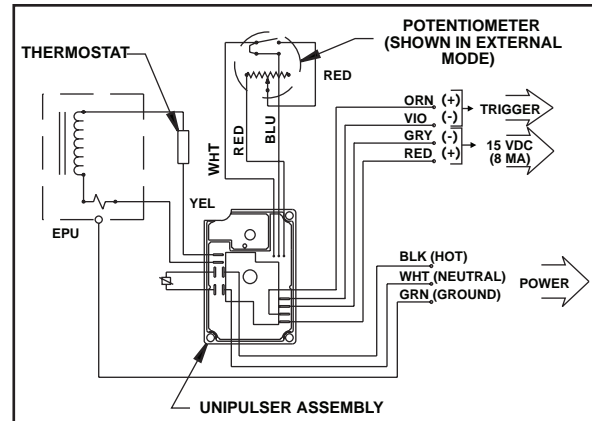 POTENTIOMETER
(SHOWN IN EXTERNAL
MODE)
THERMOSTAT
RED
ORN (+)
VIO (-)
TRIGGER
GRY (-)
RED (+)
15 VDC
(8 MA)
WHT
RED
BLU
YEL
EPU
BLK (HOT)
WHT (NEUTRAL)
GRN (GROUND)
POWER
UNIPULSER ASSEMBLY